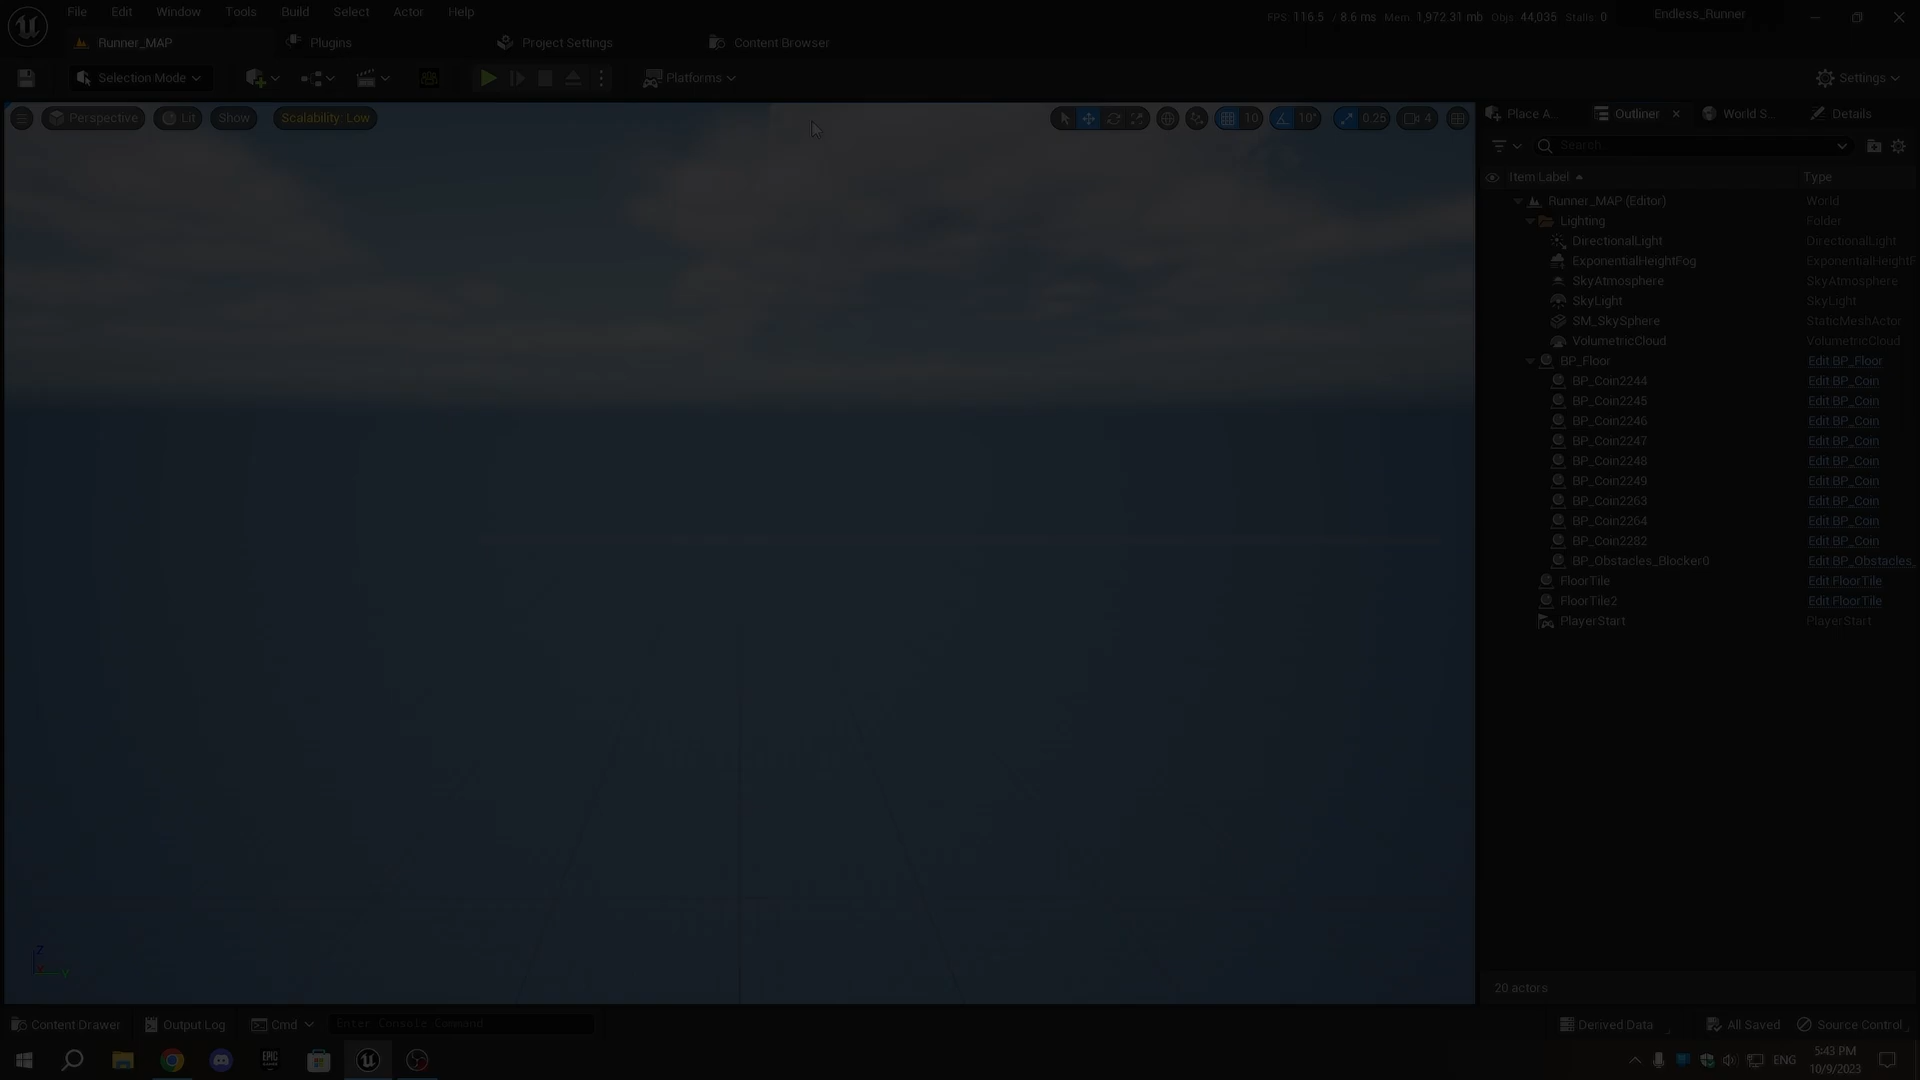 File Edit Window Tools Build Select Actor Help
FPS 116.5 / 8.6 ms Mem 1,972.31 mb Objs 44,035 Stalls 0
Endless_Runner
Runner_MAP Plugins Project Settings Content Browser
Selection Mode Platforms Settings
Perspective Lit Show Scalability: Low 10 10° 0.25 4
Place A... Outliner World S... Details
Search...
Item Label Type
Runner_MAP (Editor) World
Lighting Folder
DirectionalLight DirectionalLight
ExponentialHeightFog ExponentialHeightF
SkyAtmosphere SkyAtmosphere
SkyLight SkyLight
SM_SkySphere StaticMeshActor
VolumetricCloud VolumetricCloud
BP_Floor Edit BP_Floor
BP_Coin2244 Edit BP_Coin
BP_Coin2245 Edit BP_Coin
BP_Coin2246 Edit BP_Coin
BP_Coin2247 Edit BP_Coin
BP_Coin2248 Edit BP_Coin
BP_Coin2249 Edit BP_Coin
BP_Coin2263 Edit BP_Coin
BP_Coin2264 Edit BP_Coin
BP_Coin2282 Edit BP_Coin
BP_Obstacles_Blocker0 Edit BP_Obstacles_
FloorTile Edit FloorTile
FloorTile2 Edit FloorTile
PlayerStart PlayerStart
Z
Y
20 actors
Content Drawer Output Log Cmd Enter Console Command Derived Data All Saved Source Control
EPIC
ENG
5:43 PM
10/9/2023